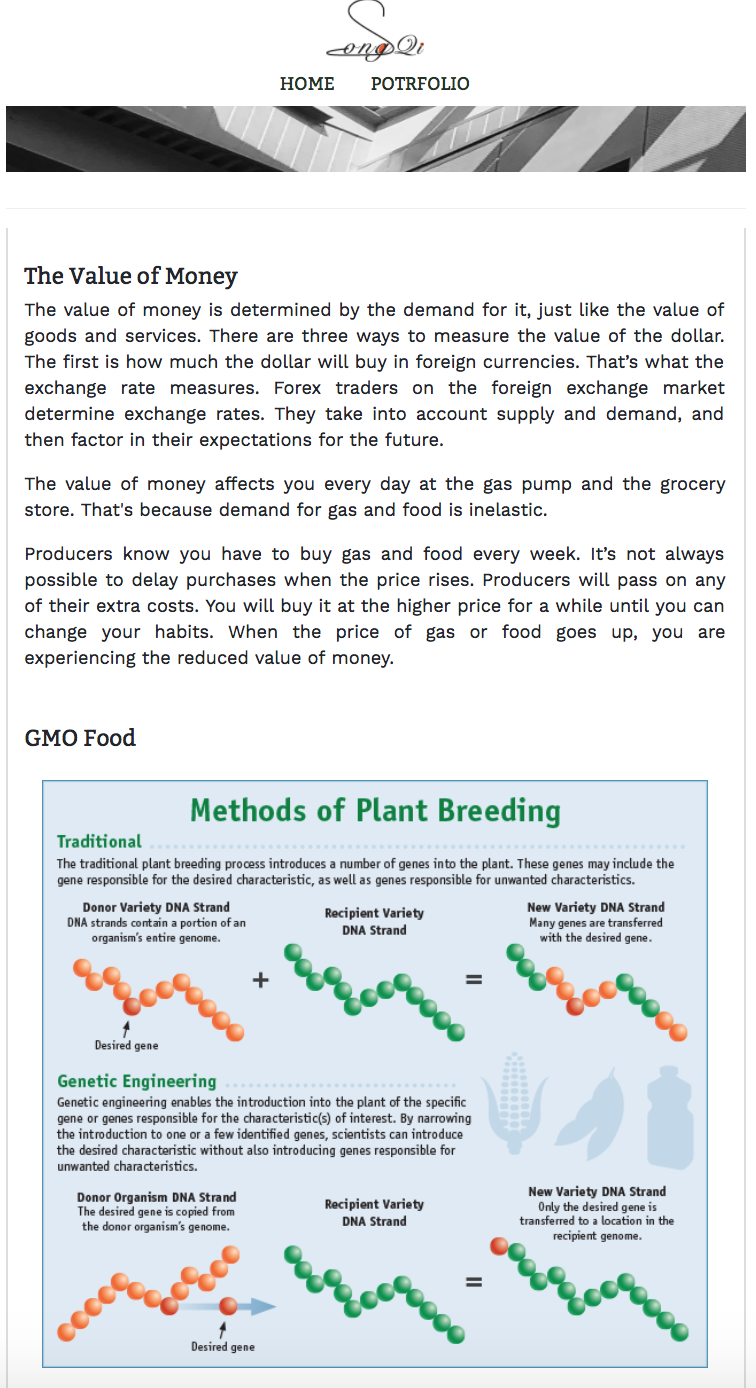 SongQi
HOME POTRFOLIO
The Value of Money
The value of money is determined by the demand for it, just like the value of
goods and services. There are three ways to measure the value of the dollar.
The first is how much the dollar will buy in foreign currencies. That’s what the
exchange rate measures. Forex traders on the foreign exchange market
determine exchange rates. They take into account supply and demand, and
then factor in their expectations for the future.
The value of money affects you every day at the gas pump and the grocery
store. That's because demand for gas and food is inelastic.
Producers know you have to buy gas and food every week. It’s not always
possible to delay purchases when the price rises. Producers will pass on any
of their extra costs. You will buy it at the higher price for a while until you can
change your habits. When the price of gas or food goes up, you are
experiencing the reduced value of money.
GMO Food
Methods of Plant Breeding
Traditional
The traditional plant breeding process introduces a number of genes into the plant. These genes may include the
gene responsible for the desired characteristic, as well as genes responsible for unwanted characteristics.
Donor Variety DNA Strand
DNA strands contain a portion of an
organism’s entire genome.
Recipient Variety
DNA Strand
New Variety DNA Strand
Many genes are transferred
with the desired gene.
+
=
Desired gene
Genetic Engineering
Genetic engineering enables the introduction into the plant of the specific
gene or genes responsible for the characteristic(s) of interest. By narrowing
the introduction to one or a few identified genes, scientists can introduce
the desired characteristic without also introducing genes responsible for
unwanted characteristics.
Donor Organism DNA Strand
The desired gene is copied from
the donor organism’s genome.
Recipient Variety
DNA Strand
New Variety DNA Strand
Only the desired gene is
transferred to a location in the
recipient genome.
=
Desired gene